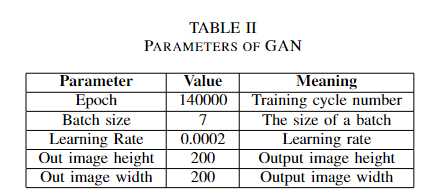 TABLE II
PARAMETERS OF GAN
Parameter Value Meaning
Epoch 140000 Training cycle number
Batch size 7 The size of a batch
Learning Rate 0.0002 Learning rate
Out image height 200 Output image height
Out image width 200 Output image width